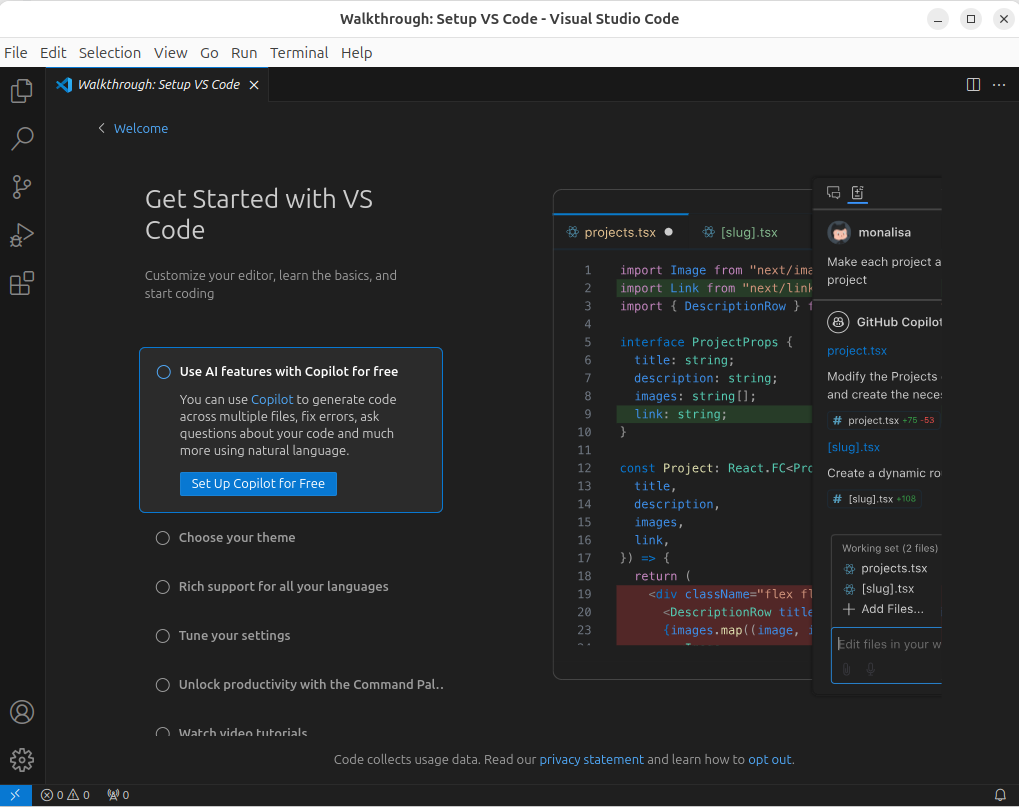 Walkthrough: Setup VS Code - Visual Studio Code
File Edit Selection View Go Run Terminal Help
Walkthrough: Setup VS Code
Welcome
Get Started with VS
Code
Customize your editor, learn the basics, and
start coding
Use AI features with Copilot for free
You can use Copilot to generate code
across multiple files, fix errors, ask
questions about your code and much
more using natural language.
Set Up Copilot for Free
Choose your theme
Rich support for all your languages
Tune your settings
Unlock productivity with the Command Pal..
Watch video tutorials
projects.tsx [slug].tsx
1 import Image from "next/ima
2 import Link from "next/link
3 import { DescriptionRow } f
4
5 interface ProjectProps {
6 title: string;
7 description: string;
8 images: string[];
9 link: string;
10 }
11
12 const Project: React.FC<Pro
13 title,
14 description,
15 images,
16 link,
17 }) => {
18 return (
19 <div className="flex fl
20 <DescriptionRow title
21
22
23 {images.map((image, i
monalisa
Make each project a
project
GitHub Copilot
project.tsx
Modify the Projects
and create the neces
# project.tsx +75 -53
[slug].tsx
Create a dynamic ro
# [slug].tsx +108
Working set (2 files)
projects.tsx
[slug].tsx
Add Files...
Edit files in your w
Code collects usage data. Read our privacy statement and learn how to opt out.
0 0 0